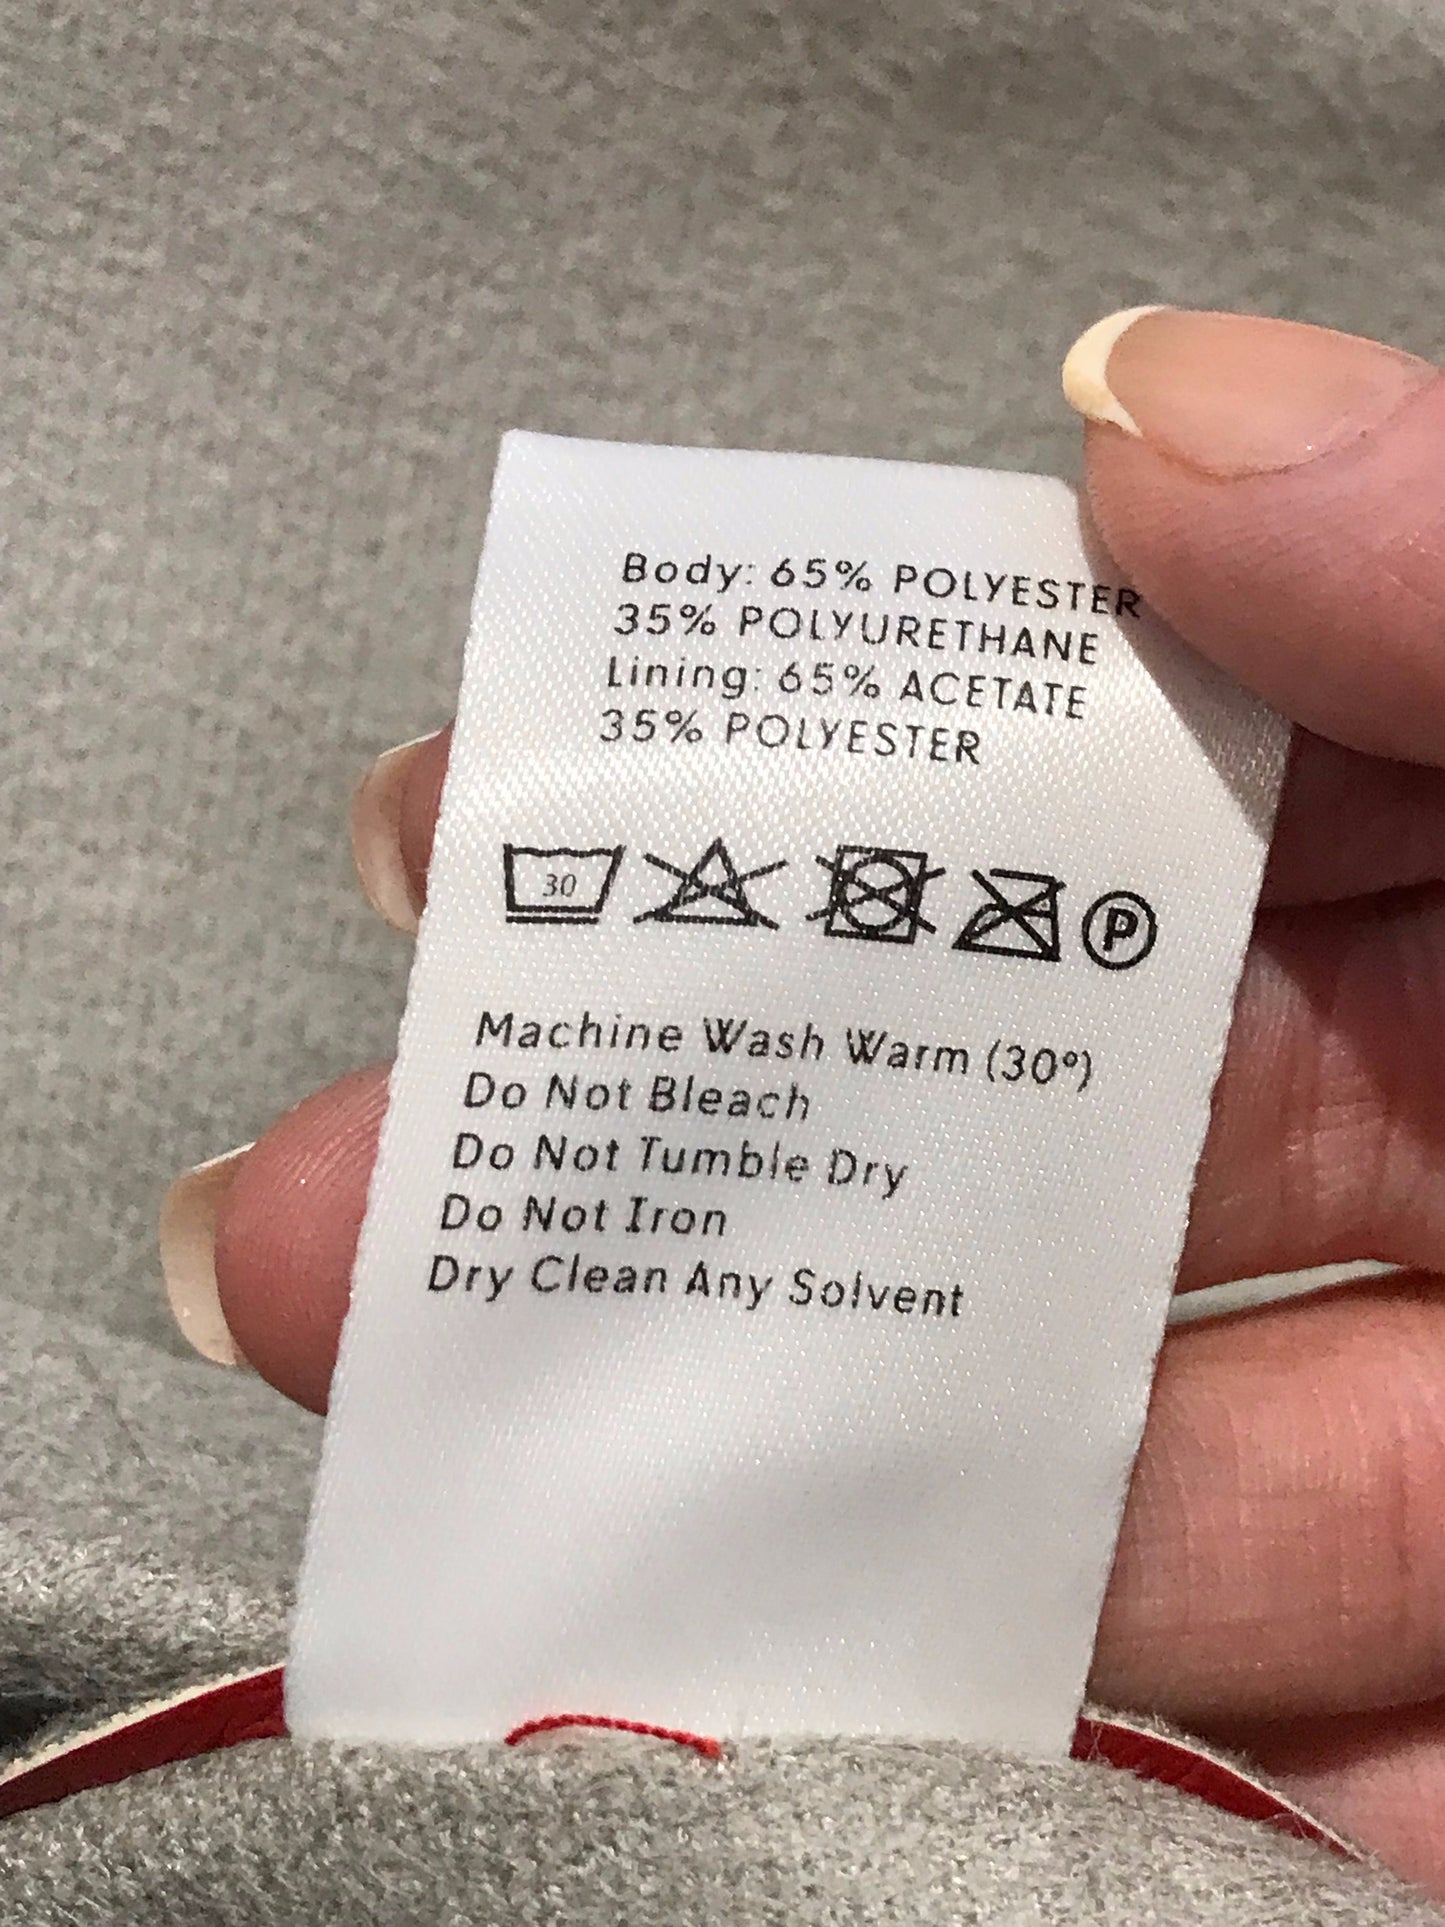 Body: 65% POLYESTER
35% POLYURETHANE
Lining: 65% ACETATE
35% POLYESTER
30 P
Machine Wash Warm (30°)
Do Not Bleach
Do Not Tumble Dry
Do Not Iron
Dry Clean Any Solvent